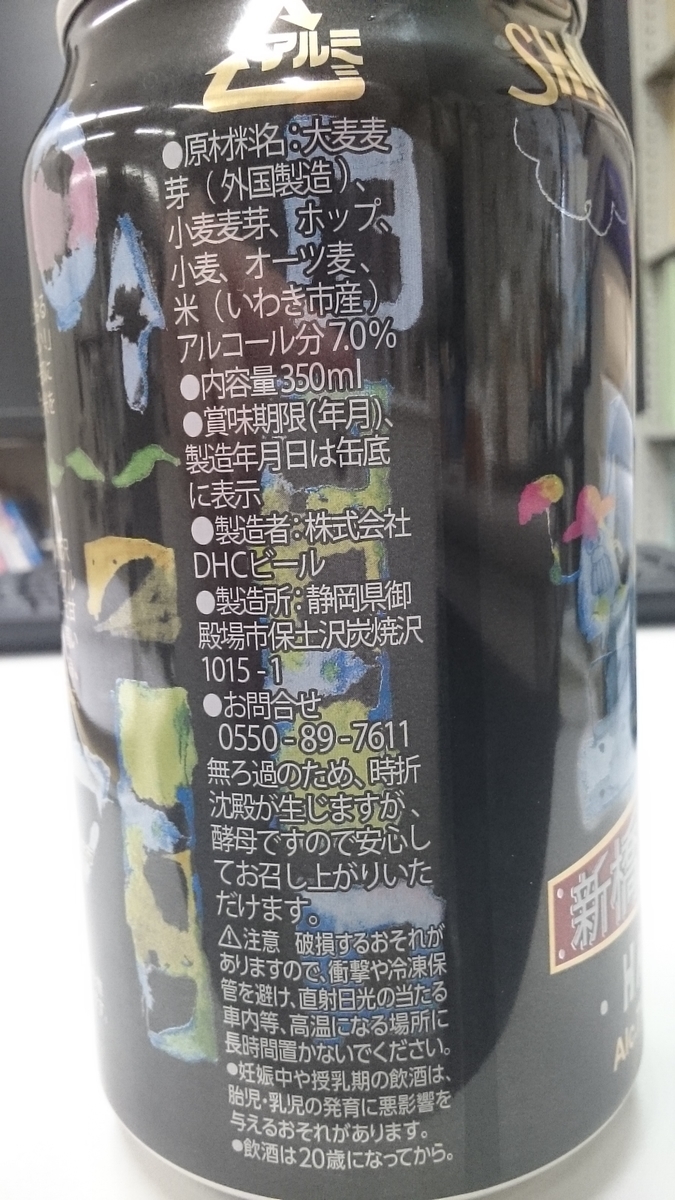 アルミ
●原材料名:大麦麦
芽(外国製造)、
小麦麦芽、ホップ、
小麦、オーツ麦、
米(いわき市産)
アルコール分7.0%
●内容量350ml
●賞味期限(年月)、
製造年月日は缶底
に表示
●製造者:株式会社
DHCビール
●製造所:静岡県御
殿場市保土沢炭焼沢
1015-1
●お問合せ
0550-89-7611
無ろ過のため、時折
沈殿が生じますが、
酵母ですので安心し
てお召し上がりいた
だけます。
⚠注意 破損するおそれが
ありますので、衝撃や冷凍保
管を避け、直射日光の当たる
車内等、高温になる場所に
長時間置かないでください。
●妊娠中や授乳期の飲酒は、
胎児・乳児の発育に悪影響を
与えるおそれがあります。
●飲酒は20歳になってから。
新橋